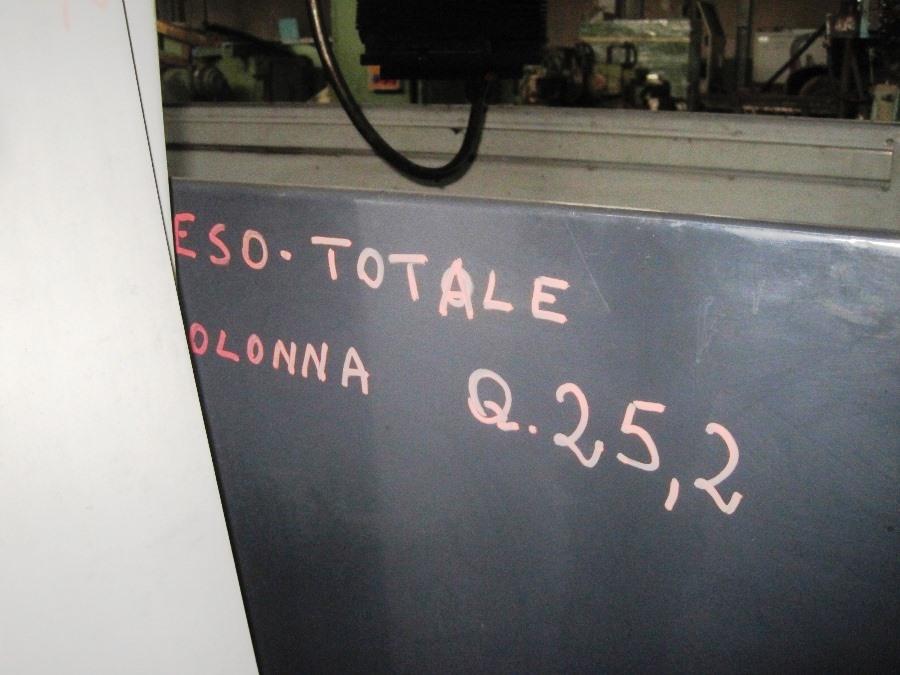 ESO. TOTALE
OLONNA Q. 25,2